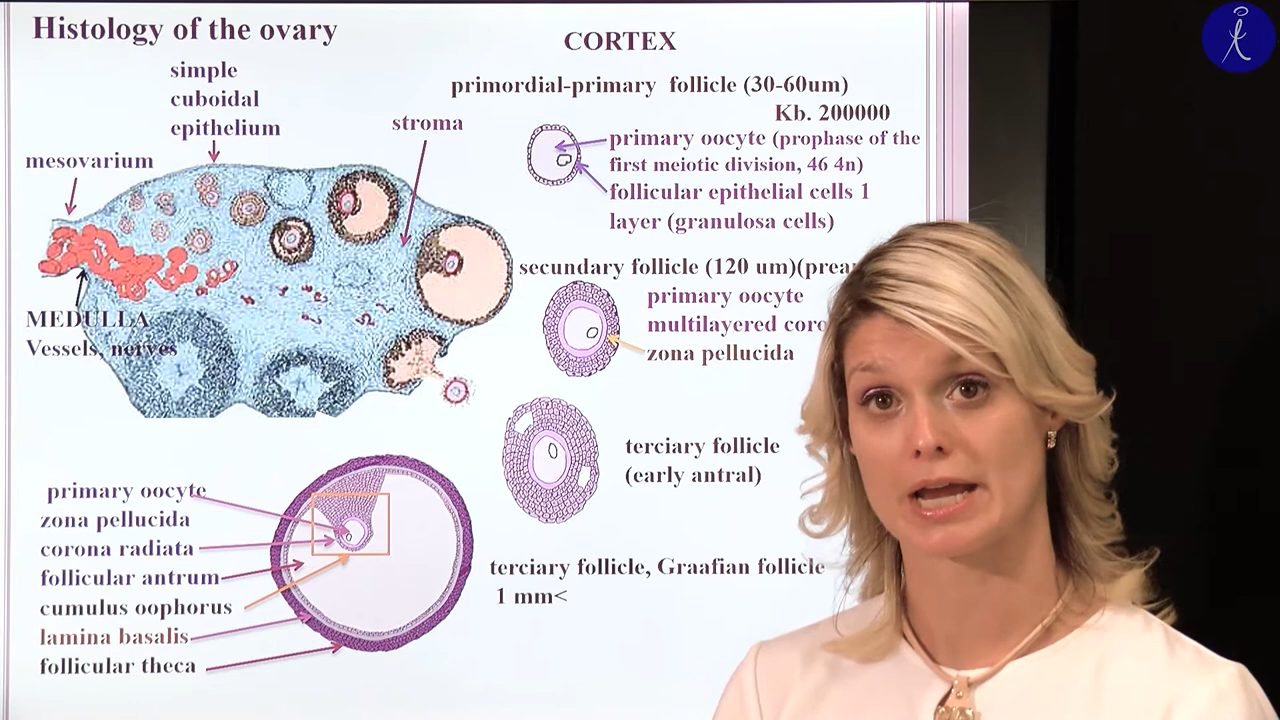 Histology of the ovary
CORTEX
simple
cuboidal
epithelium
primordial-primary follicle (30-60um)
Kb. 200000
stroma
mesovarium
primary oocyte (prophase of the
first meiotic division, 46 4n)
follicular epithelial cells 1
layer (granulosa cells)
secundary follicle (120 um)
primary oocyte
multilayered
zona pellucida
MEDULLA
Vessels, nerves
terciary follicle
(early antral)
primary oocyte
zona pellucida
corona radiata
follicular antrum
cumulus oophorus
lamina basalis
follicular theca
terciary follicle, Graafian follicle
1 mm<